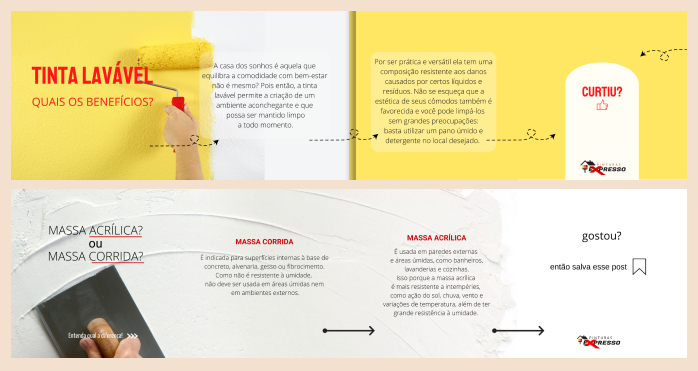 TINTA LAVÁVEL
QUAIS OS BENEFÍCIOS?
A casa dos sonhos é aquela que
equilibra a comodidade com bem-estar
não é mesmo? Pois então, a tinta
lavável permite a criação de um
ambiente aconchegante e que
possa ser mantido limpo
a todo momento.
Por ser prática e versátil ela tem uma
composição resistente aos danos
causados por certos líquidos e
resíduos. Não se esqueça que a
estética de seus cômodos também é
favorecida e você pode limpá-los
sem grandes preocupações:
basta utilizar um pano úmido e
detergente no local desejado.
CURTIU?
PINTURAS
EXPRESSO
MASSA ACRÍLICA?
ou
MASSA CORRIDA?
Entenda qual a diferença!
MASSA CORRIDA
É indicada para superfícies internas à base de
concreto, alvenaria, gesso ou fibrocimento.
Como não é resistente à umidade,
não deve ser usada em áreas úmidas nem
em ambientes externos.
MASSA ACRÍLICA
É usada em paredes externas
e áreas úmidas, como banheiros,
lavanderias e cozinhas.
Isso porque a massa acrílica
é mais resistente a intempéries,
como ação do sol, chuva, vento e
variações de temperatura, além de ter
grande resistência à umidade.
gostou?
então salva esse post
PINTURAS
EXPRESSO